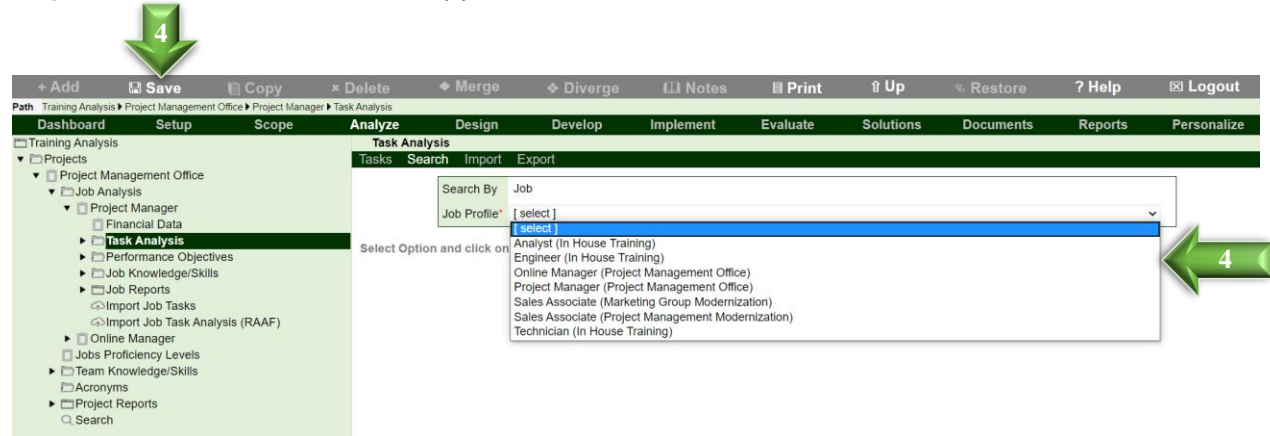 4
+ Add Save Copy × Delete Merge Diverge Notes Print Up Restore ? Help Logout
Path Training Analysis Project Management Office Project Manager Task Analysis
Dashboard Setup Scope Analyze Design Develop Implement Evaluate Solutions Documents Reports Personalize
Training Analysis
Projects
Project Management Office
Job Analysis
Project Manager
Financial Data
Task Analysis
Performance Objectives
Job Knowledge/Skills
Job Reports
Import Job Tasks
Import Job Task Analysis (RAAF)
Online Manager
Jobs Proficiency Levels
Team Knowledge/Skills
Acronyms
Project Reports
Search
Task Analysis
Tasks Search Import Export
Search By Job
Job Profile* [ select ]
[ select ]
Select Option and click on
Analyst (In House Training)
Engineer (In House Training)
Online Manager (Project Management Office)
Project Manager (Project Management Office)
Sales Associate (Marketing Group Modernization)
Sales Associate (Project Management Modernization)
Technician (In House Training)
4